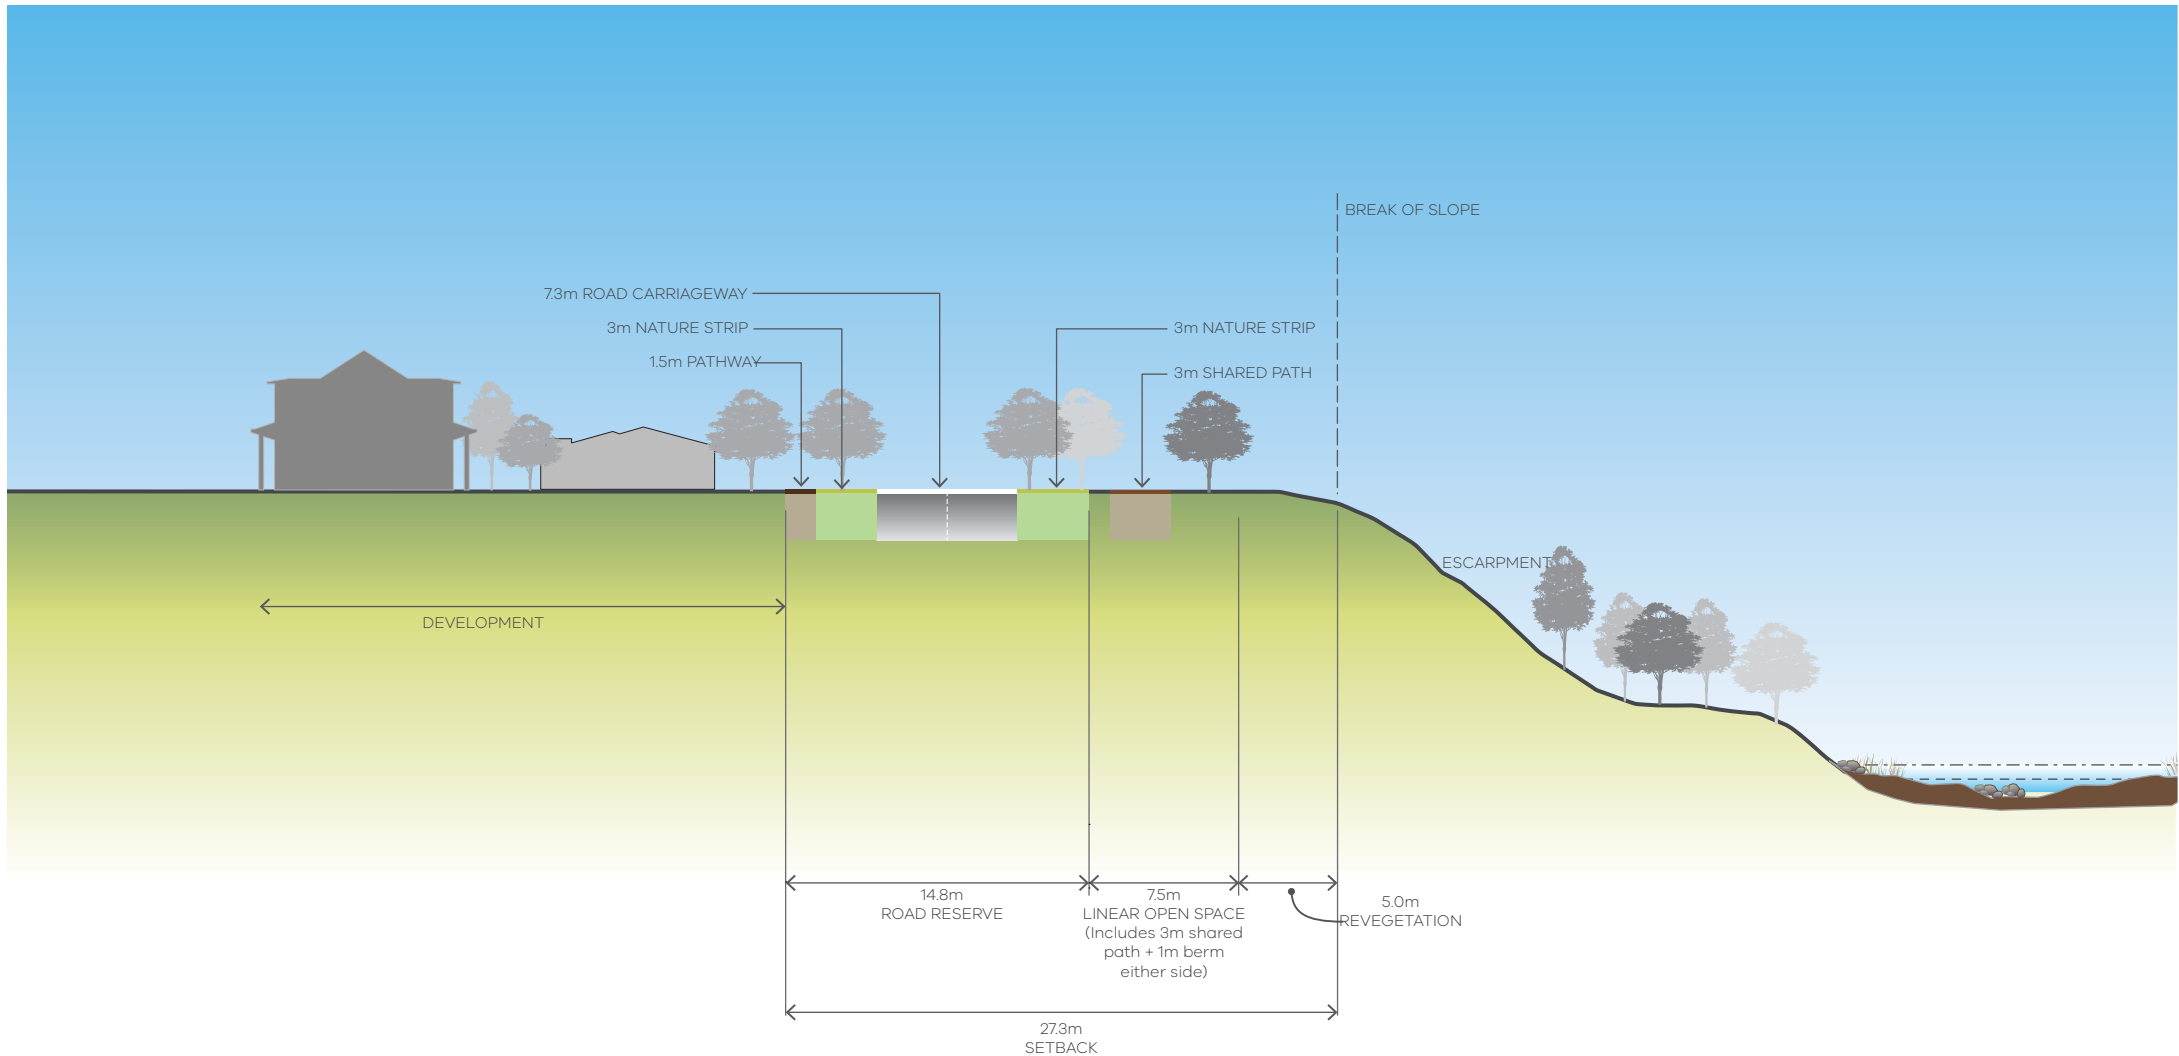 BREAK OF SLOPE
7.3m ROAD CARRIAGEWAY
3m NATURE STRIP
3m NATURE STRIP
1.5m PATHWAY
3m SHARED PATH
ESCARPMENT
DEVELOPMENT
14.8m
ROAD RESERVE
7.5m
LINEAR OPEN SPACE
(Includes 3m shared
path + 1m berm
either side)
5.0m
REVEGETATION
27.3m
SETBACK